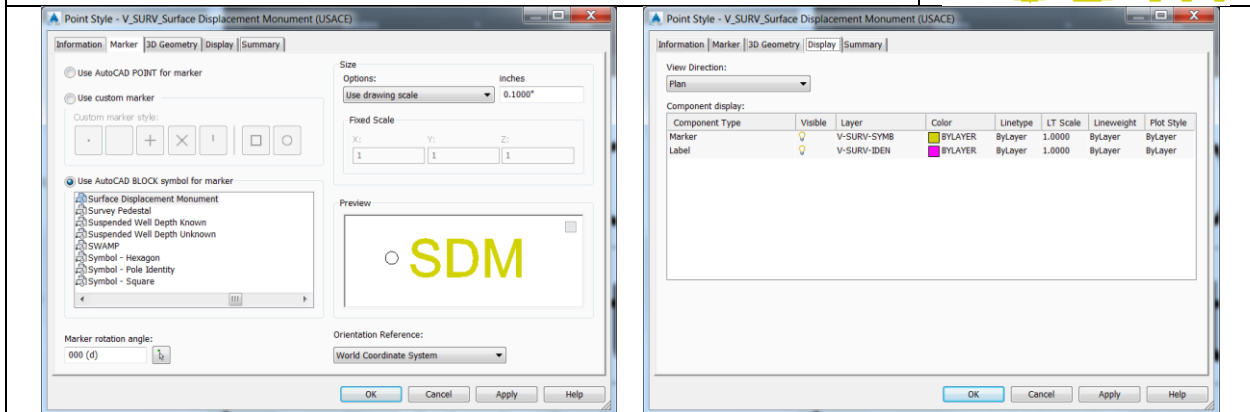 Point Style - V_SURV_Surface Displacement Monument (USACE)
Information Marker 3D Geometry Display Summary
Use AutoCAD POINT for marker
Use custom marker
Custom marker style:
Use AutoCAD BLOCK symbol for marker
Surface Displacement Monument
Survey Pedestal
Suspended Well Depth Known
Suspended Well Depth Unknown
SWAMP
Symbol - Hexagon
Symbol - Pole Identity
Symbol - Square
Marker rotation angle:
000 (d)
Size
Options: inches
Use drawing scale 0.1000"
Fixed Scale
X: Y: Z:
1 1 1
Preview
SDM
Orientation Reference:
World Coordinate System
OK Cancel Apply Help
Point Style - V_SURV_Surface Displacement Monument (USACE)
Information Marker 3D Geometry Display Summary
View Direction:
Plan
Component display:
Component Type Visible Layer Color Linetype LT Scale Lineweight Plot Style
Marker V-SURV-SYMB BYLAYER ByLayer 1.0000 ByLayer ByLayer
Label V-SURV-IDEN BYLAYER ByLayer 1.0000 ByLayer ByLayer
OK Cancel Apply Help